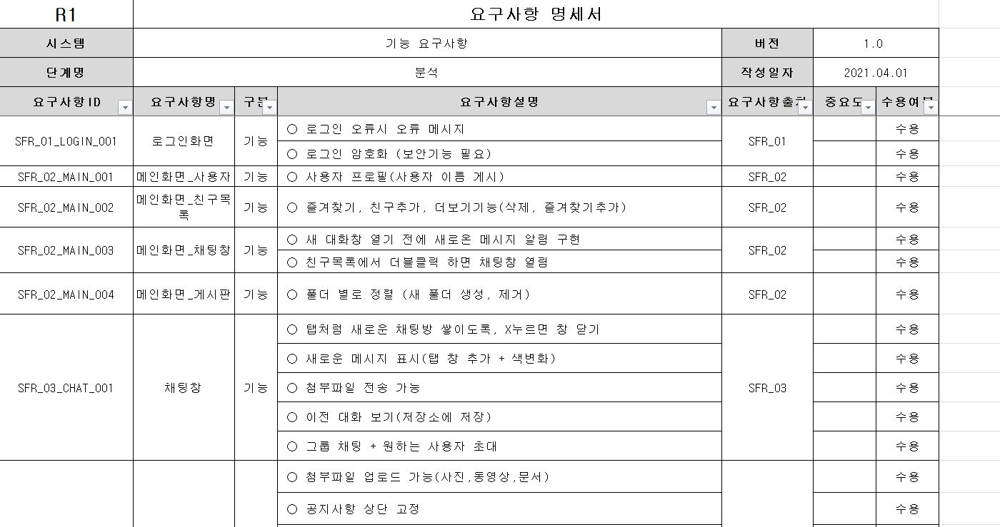 R1 요구사항 명세서
시스템 기능 요구사항 버전 1.0
단계명 분석 작성일자 2021.04.01
요구사항ID 요구사항명 구분 요구사항설명 요구사항출처 중요도 수용여부
SFR_01_LOGIN_001 로그인화면 기능 ○ 로그인 오류시 오류 메시지 SFR_01 수용
○ 로그인 암호화 (보안기능 필요) 수용
SFR_02_MAIN_001 메인화면_사용자 기능 ○ 사용자 프로필(사용자 이름 게시) SFR_02 수용
SFR_02_MAIN_002 메인화면_친구목
록 기능 ○ 즐겨찾기, 친구추가, 더보기기능(삭제, 즐겨찾기추가) SFR_02 수용
SFR_02_MAIN_003 메인화면_채팅창 기능 ○ 새 대화창 열기 전에 새로온 메시지 알림 구현 SFR_02 수용
○ 친구목록에서 더블클릭 하면 채팅창 열림 수용
SFR_02_MAIN_004 메인화면_게시판 기능 ○ 폴더 별로 정렬 (새 폴더 생성, 제거) SFR_02 수용
SFR_03_CHAT_001 채팅창 기능 ○ 탭처럼 새로운 채팅방 쌓이도록, X누르면 창 닫기 SFR_03 수용
○ 새로운 메시지 표시(탭 창 추가 + 색변화) 수용
○ 첨부파일 전송 가능 수용
○ 이전 대화 보기(저장소에 저장) 수용
○ 그룹 채팅 + 원하는 사용자 초대 수용
○ 첨부파일 업로드 가능(사진,동영상,문서) 수용
○ 공지사항 상단 고정 수용